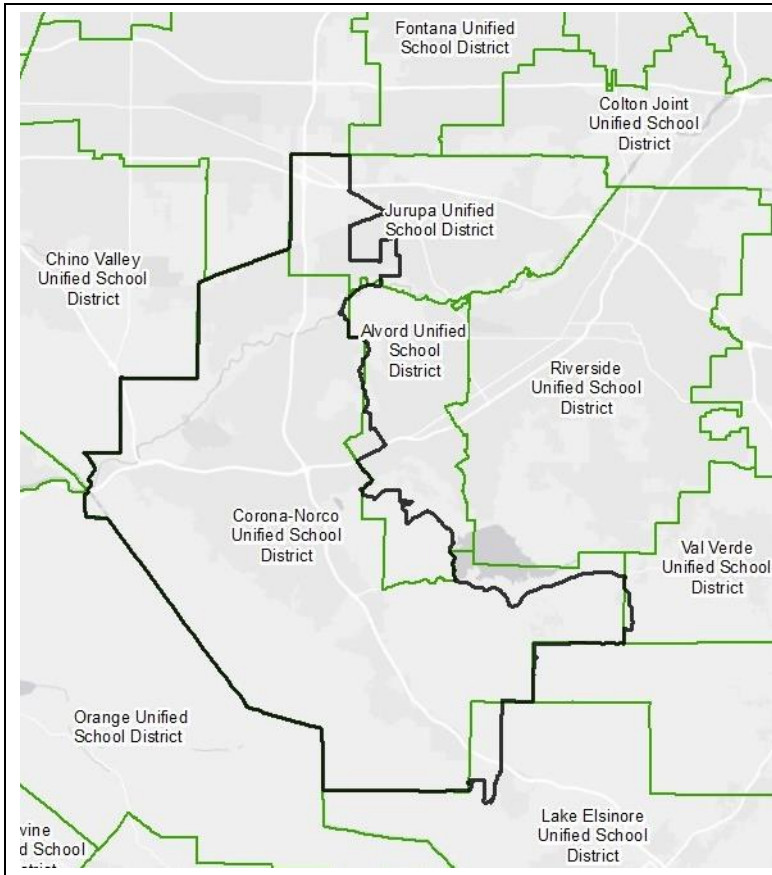 Fontana Unified
School District
Colton Joint
Unified School
District
Jurupa Unified
School District
Chino Valley
Unified School
District
Alvord Unified
School
District
Riverside
Unified School
District
Corona-Norco
Unified School
District
Val Verde
Unified School
District
Orange Unified
School District
Lake Elsinore
Unified School
District
vine
d School